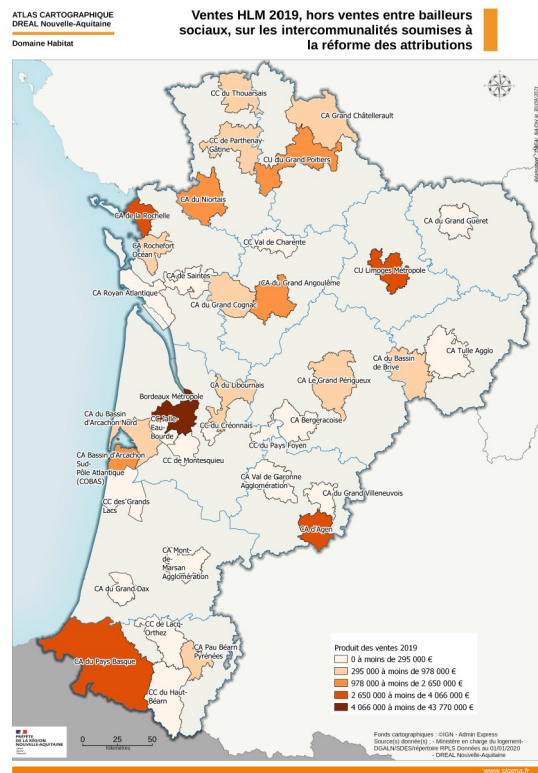 ATLAS CARTOGRAPHIQUE
DREAL Nouvelle-Aquitaine
Domaine Habitat
Ventes HLM 2019, hors ventes entre bailleurs
sociaux, sur les intercommunalités soumises à
la réforme des attributions
CC du Thouarsais
CA Grand Châtellerault
CC de Parthenay-
Gâtine
CU du Grand Poitiers
CA du Niortais
CA de la Rochelle
CA du Grand Guéret
CA Rochefort
Océan
CC Val de Charente
CA de Saintes
CU Limoges Métropole
CA Royan Atlantique
CA du Grand Angoulême
CA du Grand Cognac
CA Tulle Agglo
CA du Bassin
de Brive
CA Le Grand Périgueux
CA du Libournais
Bordeaux Métropole
CA du Bassin
d'Arcachon Nord
CC Jalle-
Eau-
Bourde
CC du Créonnais
CA Bergeracoise
CC du Pays Foyen
CA Bassin d'Arcachon
Sud-
Pôle Atlantique
(COBAS)
CC de Montesquieu
CA Val de Garonne
Agglomération
CA du Grand Villeneuvois
CC des Grands
Lacs
CA d'Agen
CA Mont-
de-
Marsan
Agglomération
CA du Grand-Dax
CC de Lacq-
Orthez
CA Pau Béarn
Pyrénées
CA du Pays Basque
CC du Haut-
Béarn
Produit des ventes 2019
0 à moins de 295 000 €
295 000 à moins de 978 000 €
978 000 à moins de 2 650 000 €
2 650 000 à moins de 4 066 000 €
4 066 000 à moins de 43 770 000 €
PRÉFÈTE
DE LA RÉGION
NOUVELLE-AQUITAINE
0 25 50
kilomètres
Fonds cartographiques : ©IGN - Admin Express
Source(s) donnée(s) : - Ministère en charge du logement-
DGALN/SDES/répertoire RPLS Données au 01/01/2020
- DREAL Nouvelle-Aquitaine
www.sigena.fr